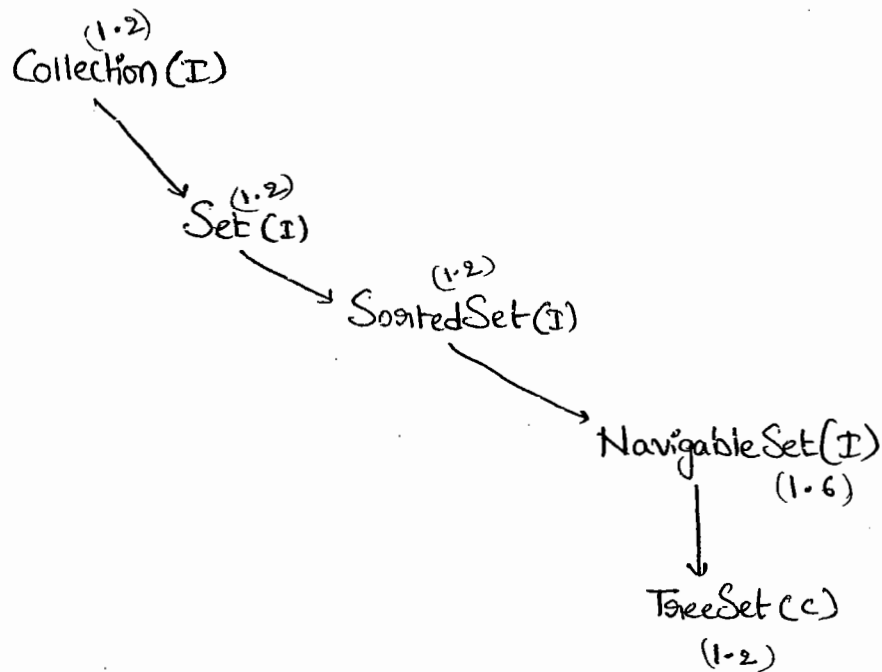 (1.2)
Collection (I)
(1.2)
Set (I)
(1.2)
SortedSet (I)
NavigableSet (I)
(1.6)
TreeSet (C)
(1.2)